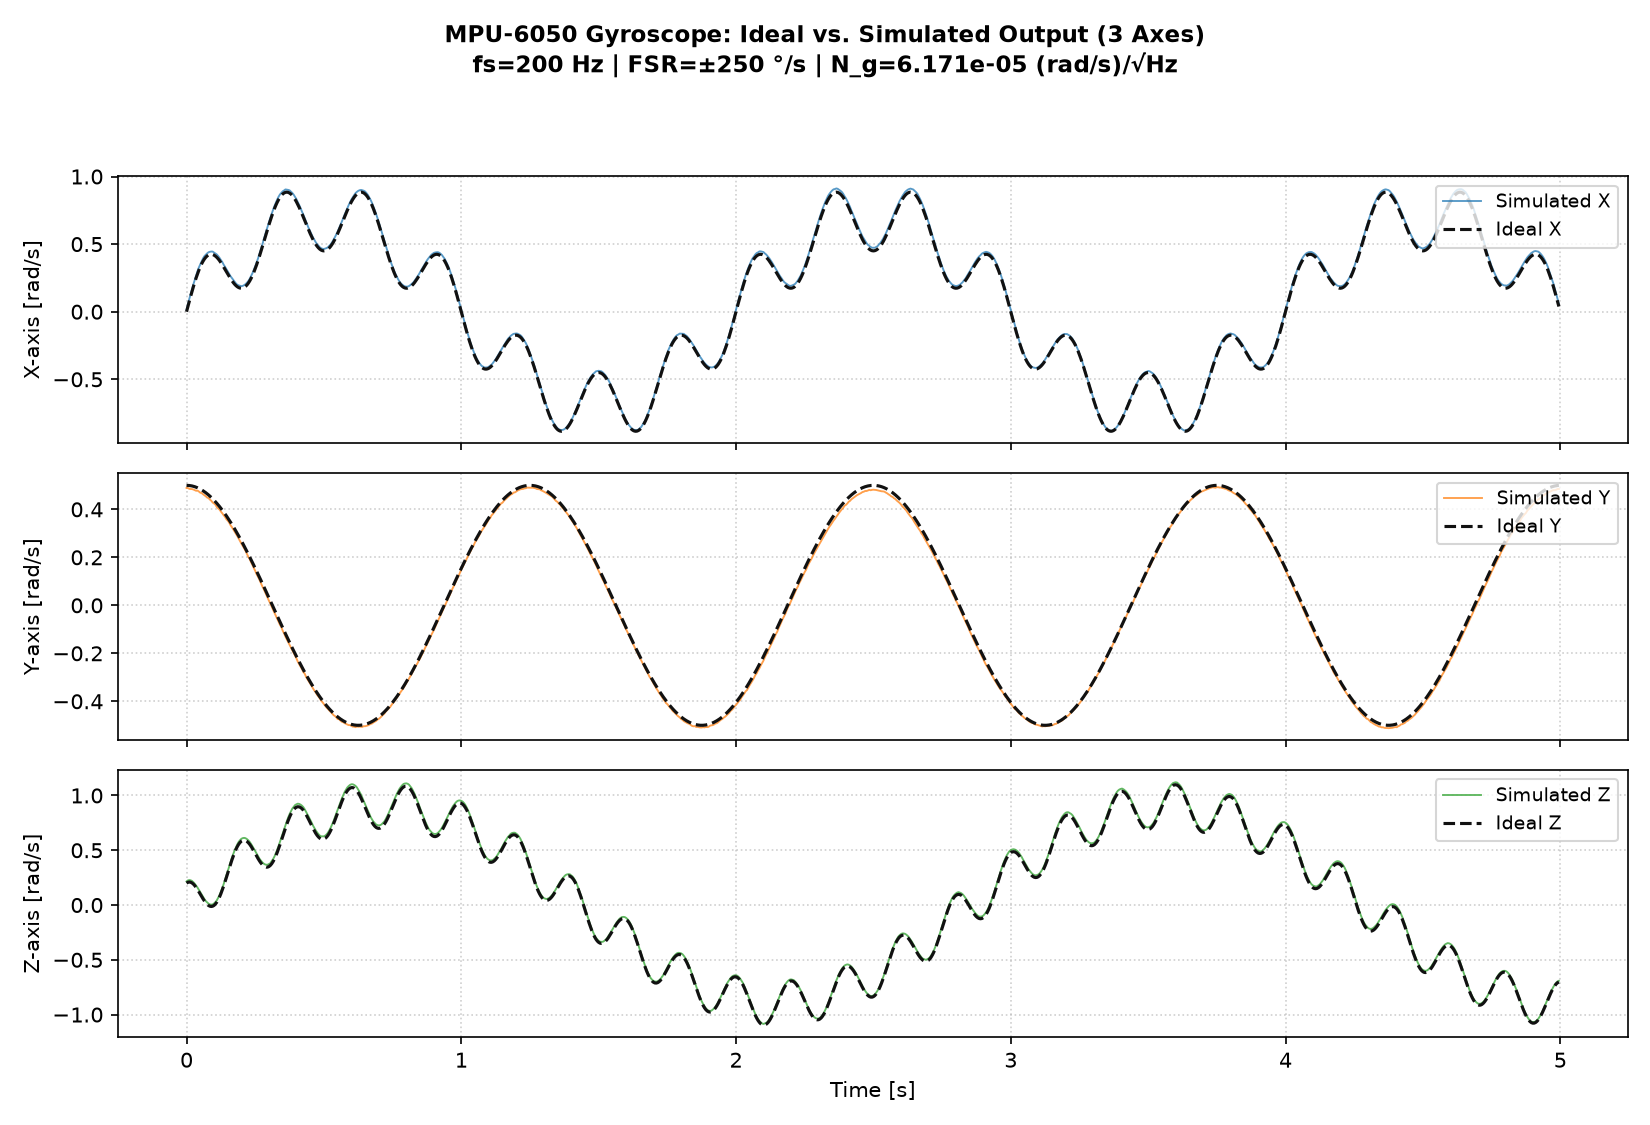 MPU-6050 Gyroscope: Ideal vs. Simulated Output (3 Axes)
fs=200 Hz | FSR=±250 °/s | N_g=6.171e-05 (rad/s)/√Hz
X-axis [rad/s]
1.0
0.5
0.0
−0.5
Simulated X
Ideal X
Y-axis [rad/s]
0.4
0.2
0.0
−0.2
−0.4
Simulated Y
Ideal Y
Z-axis [rad/s]
1.0
0.5
0.0
−0.5
−1.0
Simulated Z
Ideal Z
0 1 2 3 4 5
Time [s]